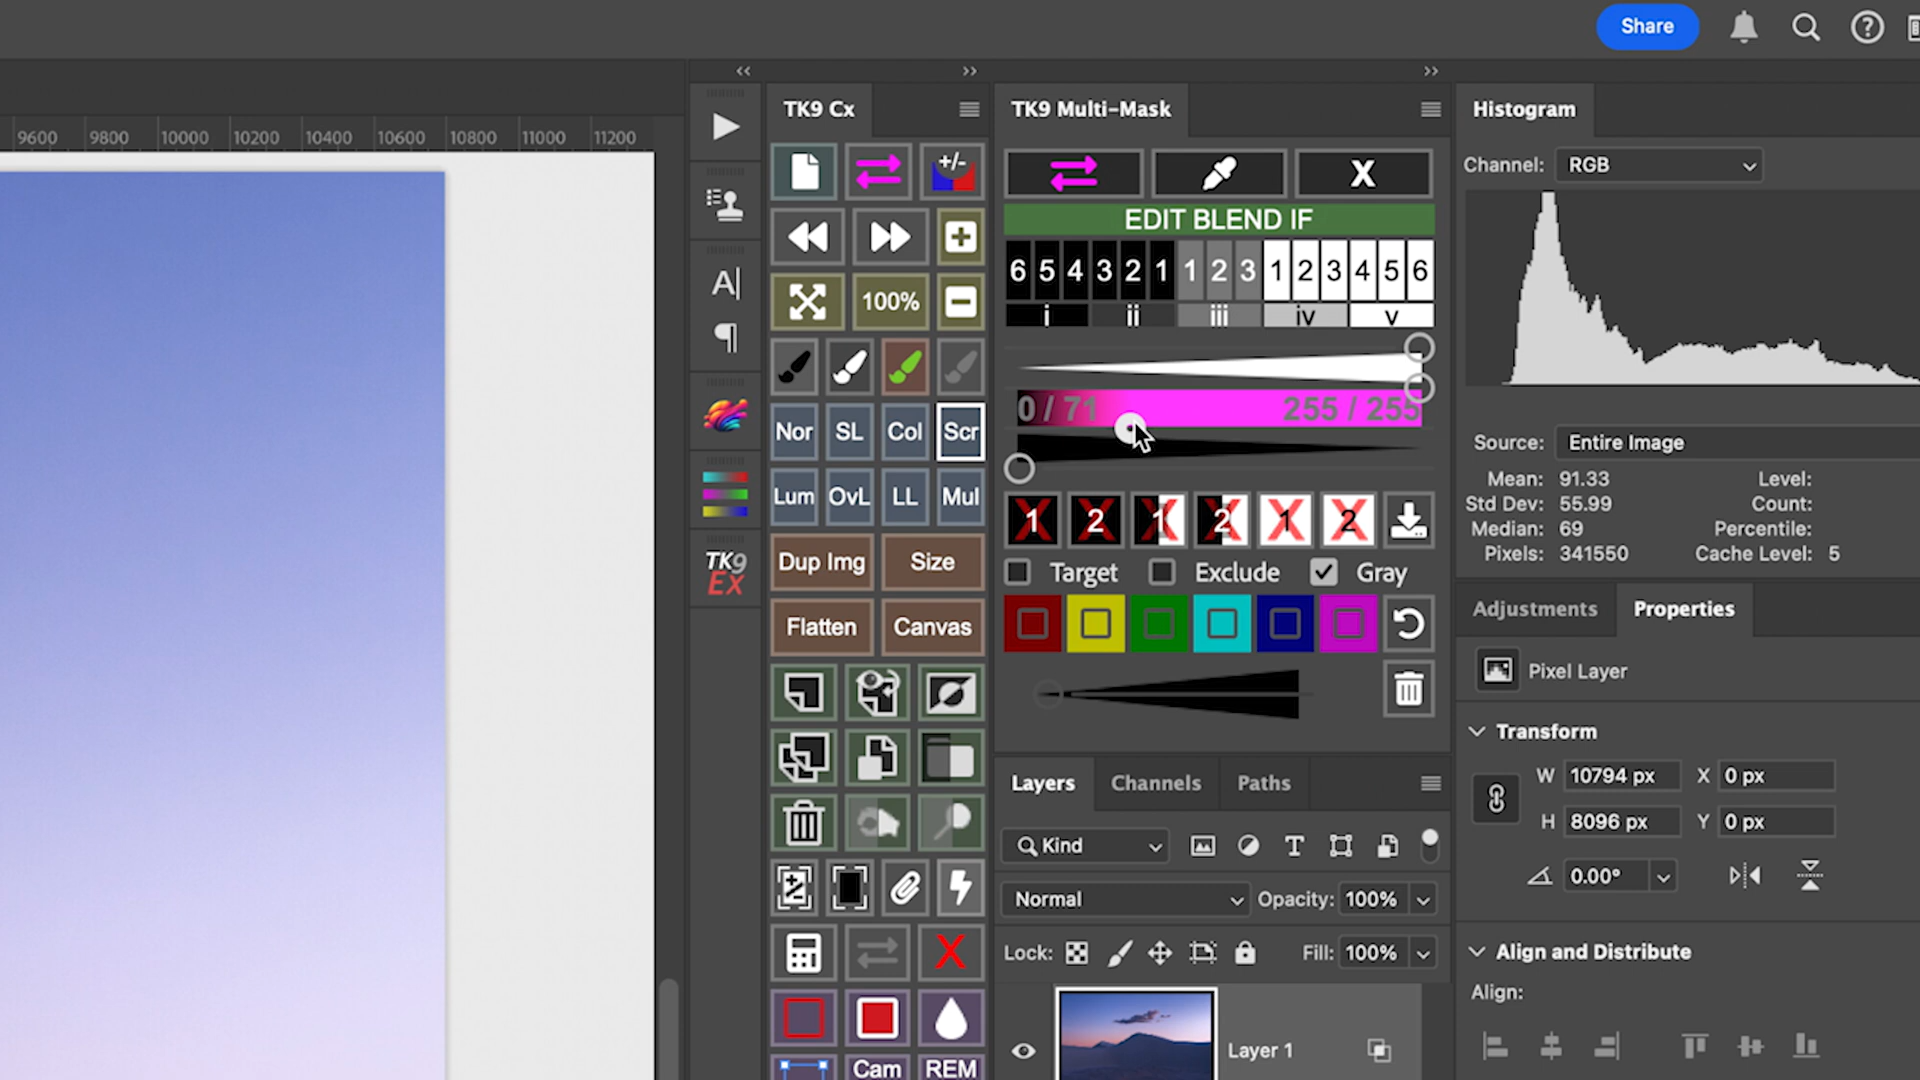 Share
9600 9800 10000 10200 10400 10600 10800 11000 11200
TK9 Cx
+/-
100%
Nor SL Col Scr
Lum OvL LL Mul
Dup Img Size
Flatten Canvas
Cam REM
A|
TK9
EX
TK9 Multi-Mask
X
EDIT BLEND IF
6 5 4 3 2 1 1 2 3 1 2 3 4 5 6
i ii iii iv v
0 / 71 255 / 255
1 2 1 2 1 2
Target Exclude Gray
Layers Channels Paths
Kind
Normal Opacity: 100%
Lock: Fill: 100%
Layer 1
Histogram
Channel: RGB
Source: Entire Image
Mean: 91.33 Level:
Std Dev: 55.99 Count:
Median: 69 Percentile:
Pixels: 341550 Cache Level: 5
Adjustments Properties
Pixel Layer
Transform
W 10794 px X 0 px
H 8096 px Y 0 px
0.00°
Align and Distribute
Align: